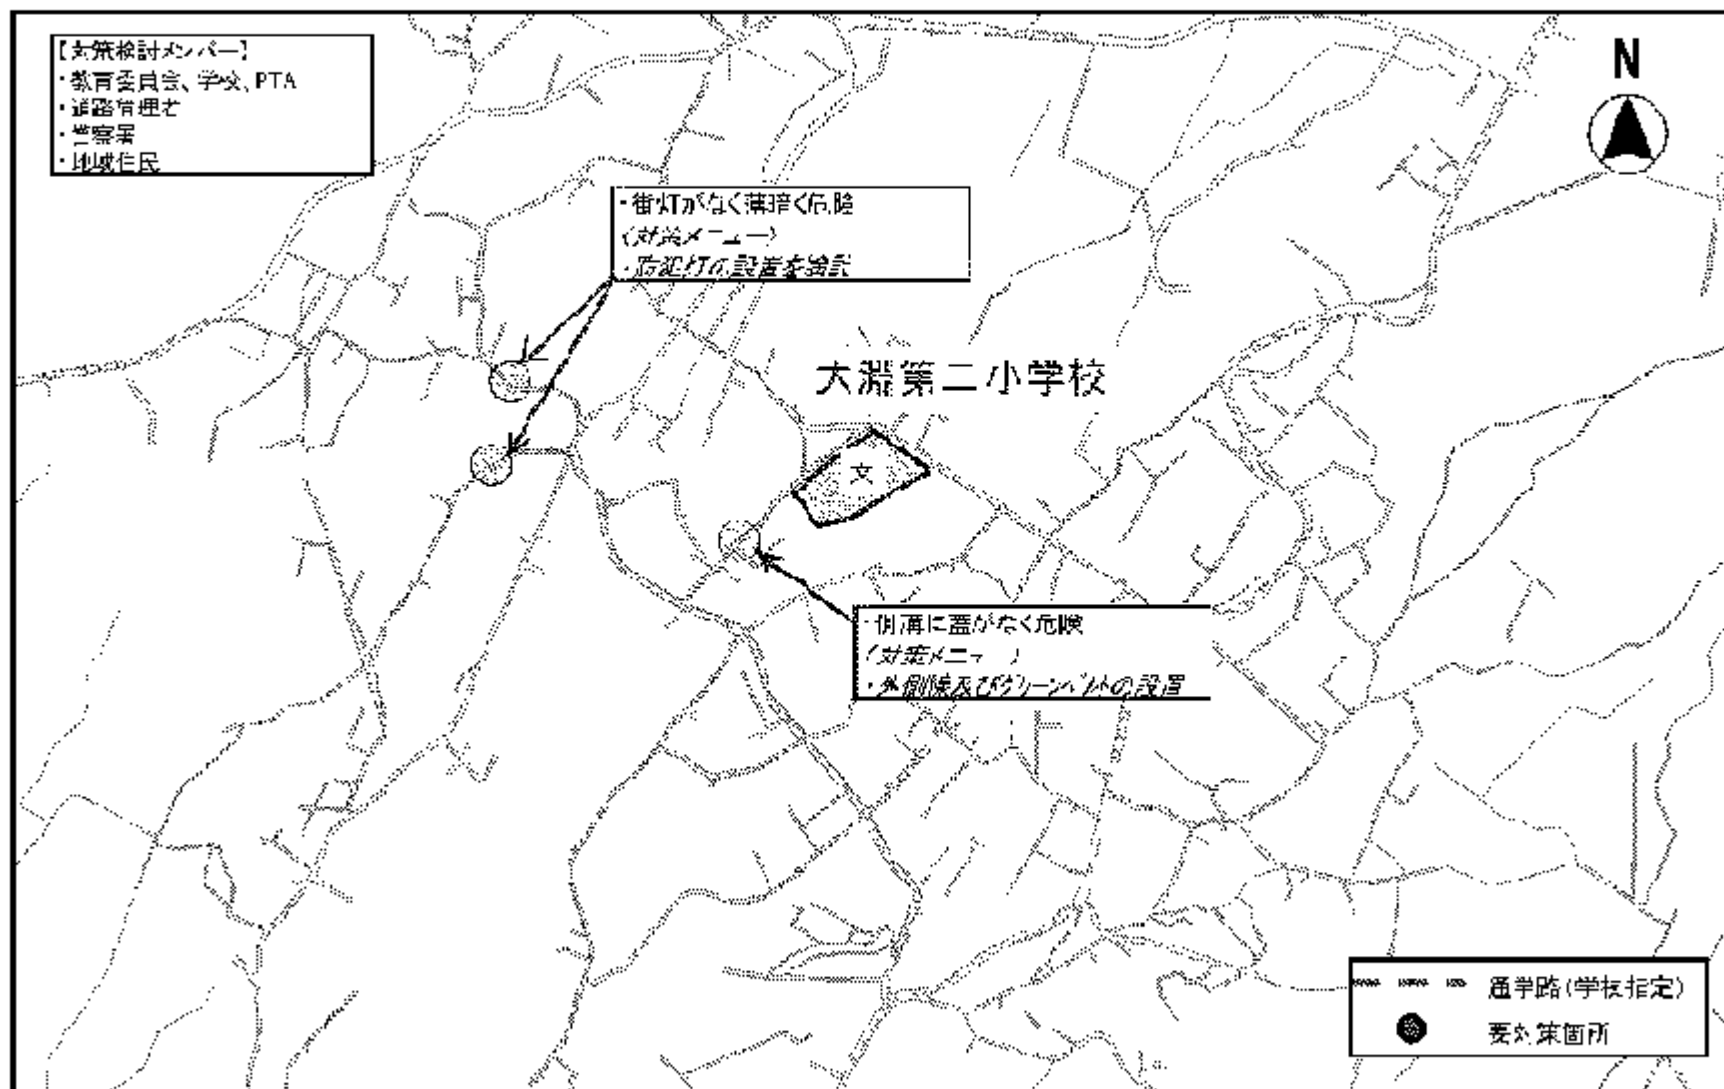 【対策検討メンバー】
・教育委員会、学校、PTA
・道路管理者
・警察署
・地域住民
N
・街灯がなく薄暗く危険
(対策メニュー)
・防犯灯の設置を検討
大淵第二小学校
文
・側溝に蓋がなく危険
(対策メニュー)
・外側線及びグリーンベルトの設置
通学路(学校指定)
要対策箇所